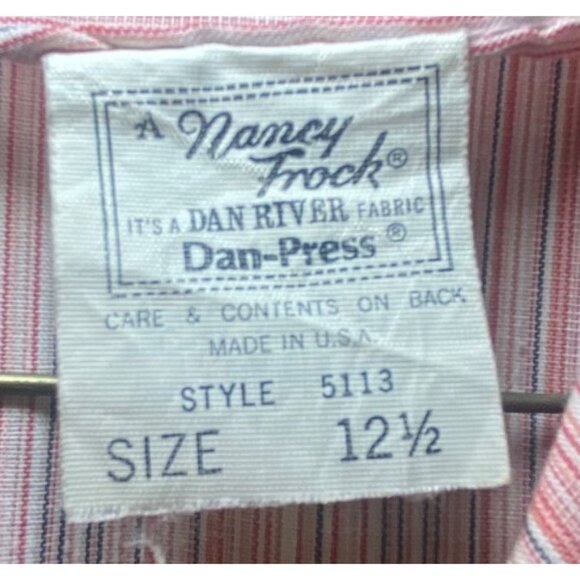 A Nancy
Frock®
IT'S A DAN RIVER FABRIC
Dan-Press®
CARE & CONTENTS ON BACK
MADE IN U.S.A.
STYLE 5113
SIZE 12½